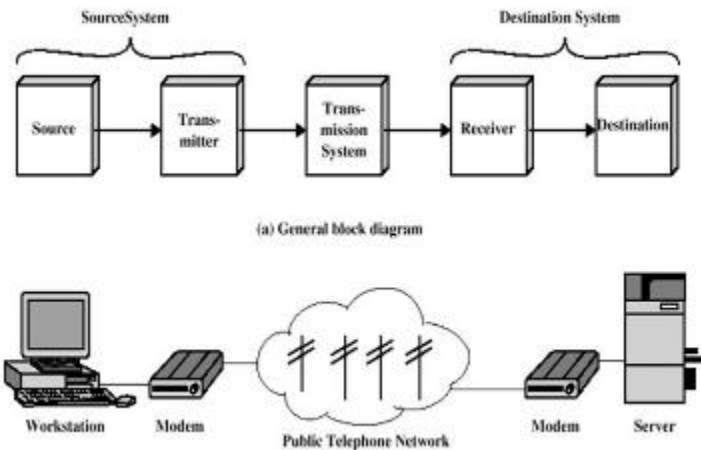 SourceSystem
Destination System
Source
Trans-
mitter
Trans-
mission
System
Receiver
Destination
(a) General block diagram
Workstation
Modem
Public Telephone Network
Modem
Server